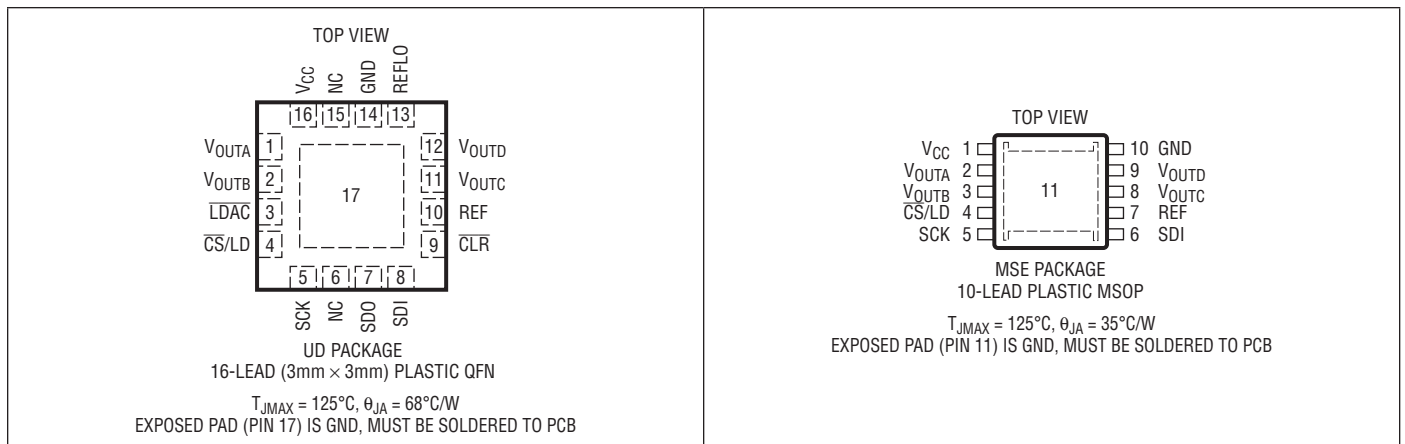 TOP VIEW
VCC
NC
GND
REFLO
16 15 14 13
VOUTA 1
VOUTB 2
L̅D̅A̅C̅ 3
C̅S̅/LD 4
17
12 VOUTD
11 VOUTC
10 REF
9 C̅L̅R̅
5 6 7 8
SCK
NC
SDO
SDI
UD PACKAGE
16-LEAD (3mm × 3mm) PLASTIC QFN
TJMAX = 125°C, θJA = 68°C/W
EXPOSED PAD (PIN 17) IS GND, MUST BE SOLDERED TO PCB
TOP VIEW
VCC 1
VOUTA 2
VOUTB 3
C̅S̅/LD 4
SCK 5
11
10 GND
9 VOUTD
8 VOUTC
7 REF
6 SDI
MSE PACKAGE
10-LEAD PLASTIC MSOP
TJMAX = 125°C, θJA = 35°C/W
EXPOSED PAD (PIN 11) IS GND, MUST BE SOLDERED TO PCB